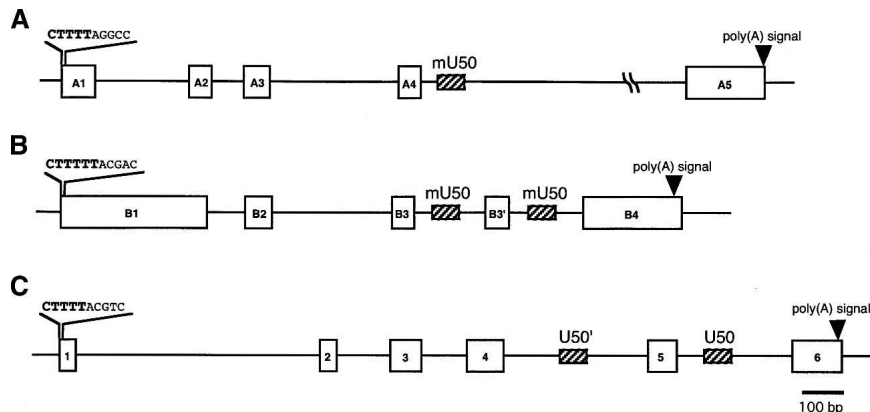 A
CTTTTAGGCC
poly(A) signal
mU50
A1 A2 A3 A4 A5
B
CTTTTTACGAC
poly(A) signal
mU50 mU50
B1 B2 B3 B3' B4
C
CTTTTACGTC
poly(A) signal
U50' U50
1 2 3 4 5 6
100 bp